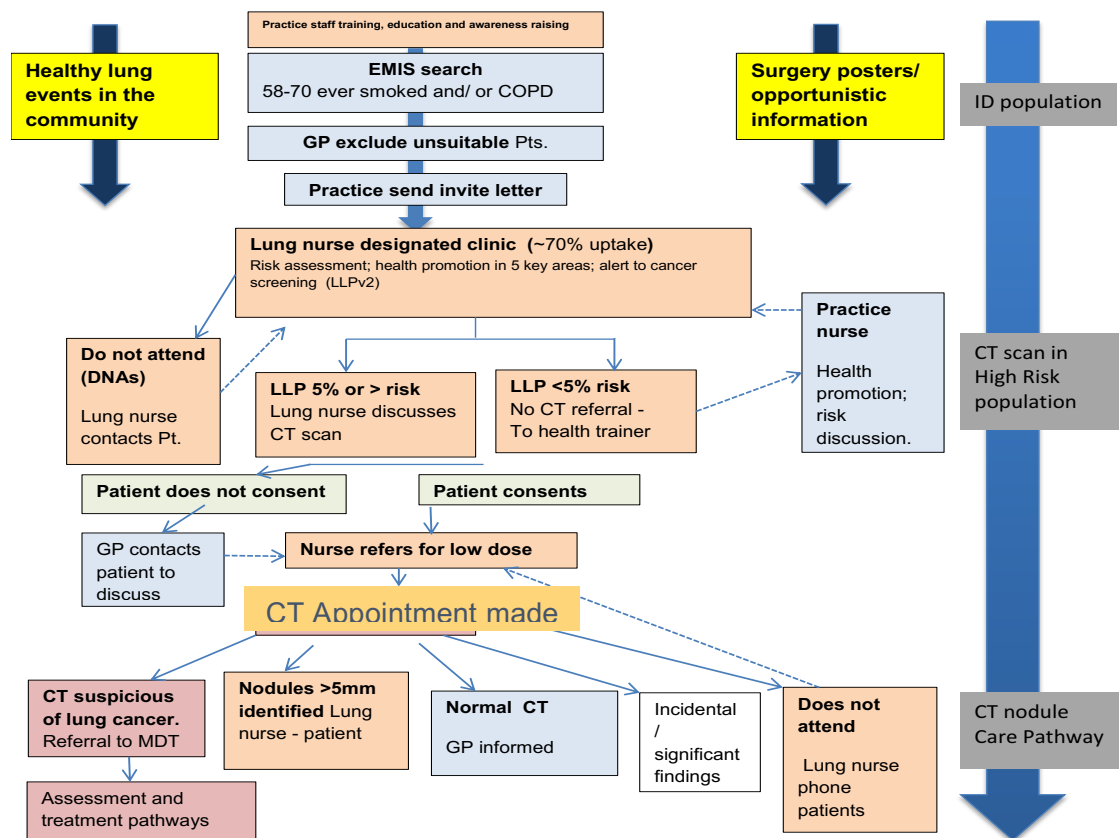 Practice staff training, education and awareness raising
Healthy lung
events in the
community
EMIS search
58-70 ever smoked and/ or COPD
Surgery posters/
opportunistic
information
ID population
GP exclude unsuitable Pts.
Practice send invite letter
Lung nurse designated clinic (~70% uptake)
Risk assessment; health promotion in 5 key areas; alert to cancer
screening (LLPv2)
Practice
nurse
Health
promotion;
risk
discussion.
CT scan in
High Risk
population
Do not attend
(DNAs)
Lung nurse
contacts Pt.
LLP 5% or > risk
Lung nurse discusses
CT scan
LLP <5% risk
No CT referral -
To health trainer
Patient does not consent
Patient consents
GP contacts
patient to
discuss
Nurse refers for low dose
CT Appointment made
CT suspicious
of lung cancer.
Referral to MDT
Nodules >5mm
identified Lung
nurse - patient
Normal CT
GP informed
Incidental
/
significant
findings
Does not
attend
Lung nurse
phone
patients
CT nodule
Care Pathway
Assessment and
treatment pathways